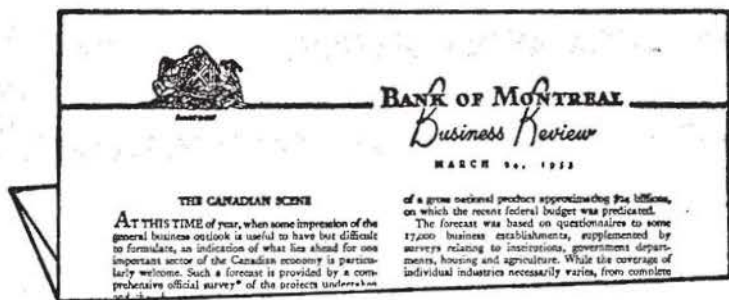 BANK OF MONTREAL
Business Review
MARCH 1953
THE CANADIAN SCENE
AT THIS TIME of year, when some impression of the
general business outlook is useful to have but difficult
to formulate, an indication of what lies ahead for one
important sector of the Canadian economy is particu-
larly welcome. Such a forecast is provided by a com-
prehensive official survey* of the projects undertaken
of a gross national product approximating $24 billions,
on which the recent federal budget was predicated.
The forecast was based on questionnaires to some
17,000 business establishments, supplemented by
surveys relating to institutions, government depart-
ments, housing and agriculture. While the coverage of
individual industries necessarily varies, from complete